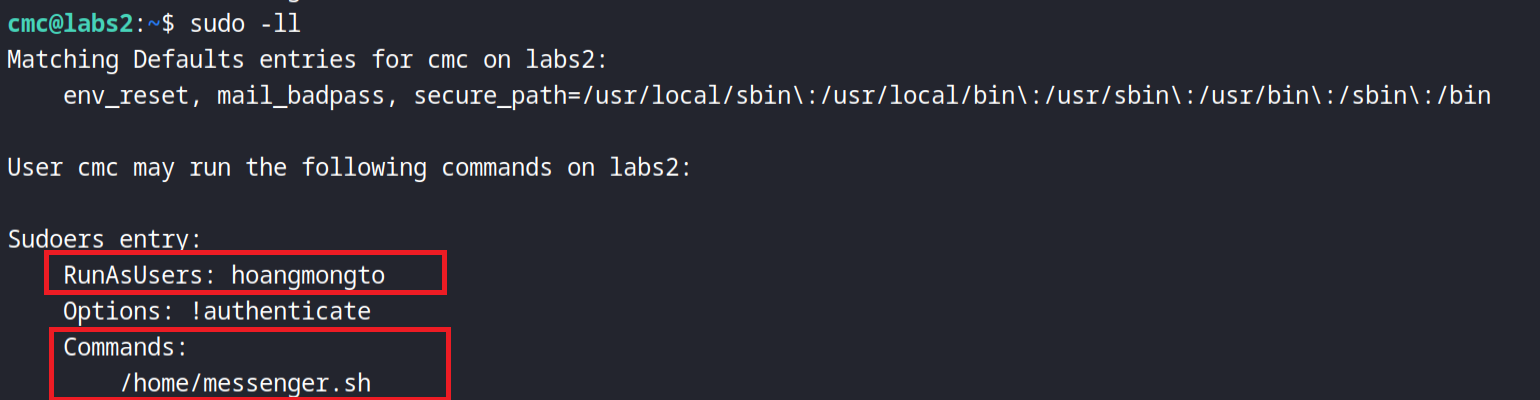 cmc@labs2:~$ sudo -ll
Matching Defaults entries for cmc on labs2:
    env_reset, mail_badpass, secure_path=/usr/local/sbin\:/usr/local/bin\:/usr/sbin\:/usr/bin\:/sbin\:/bin

User cmc may run the following commands on labs2:

Sudoers entry:
    RunAsUsers: hoangmongto
    Options: !authenticate
    Commands:
        /home/messenger.sh